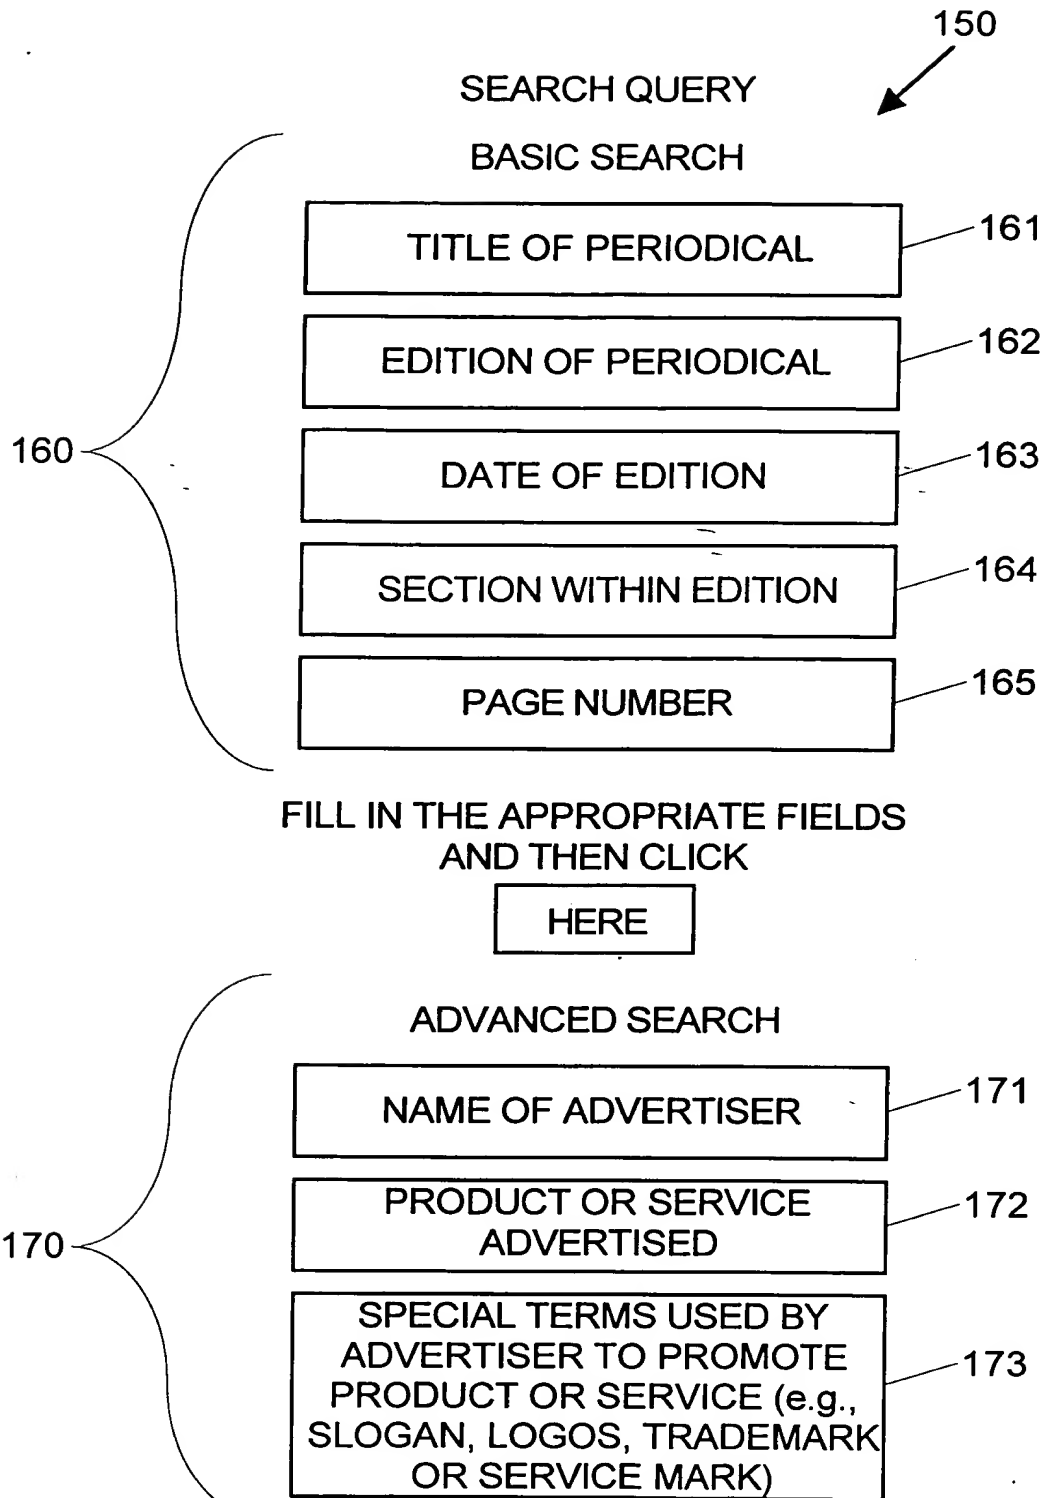 150
SEARCH QUERY
BASIC SEARCH
160
TITLE OF PERIODICAL
161
EDITION OF PERIODICAL
162
DATE OF EDITION
163
SECTION WITHIN EDITION
164
PAGE NUMBER
165
FILL IN THE APPROPRIATE FIELDS
AND THEN CLICK
HERE
170
ADVANCED SEARCH
NAME OF ADVERTISER
171
PRODUCT OR SERVICE
ADVERTISED
172
SPECIAL TERMS USED BY
ADVERTISER TO PROMOTE
PRODUCT OR SERVICE (e.g.,
SLOGAN, LOGOS, TRADEMARK
OR SERVICE MARK)
173